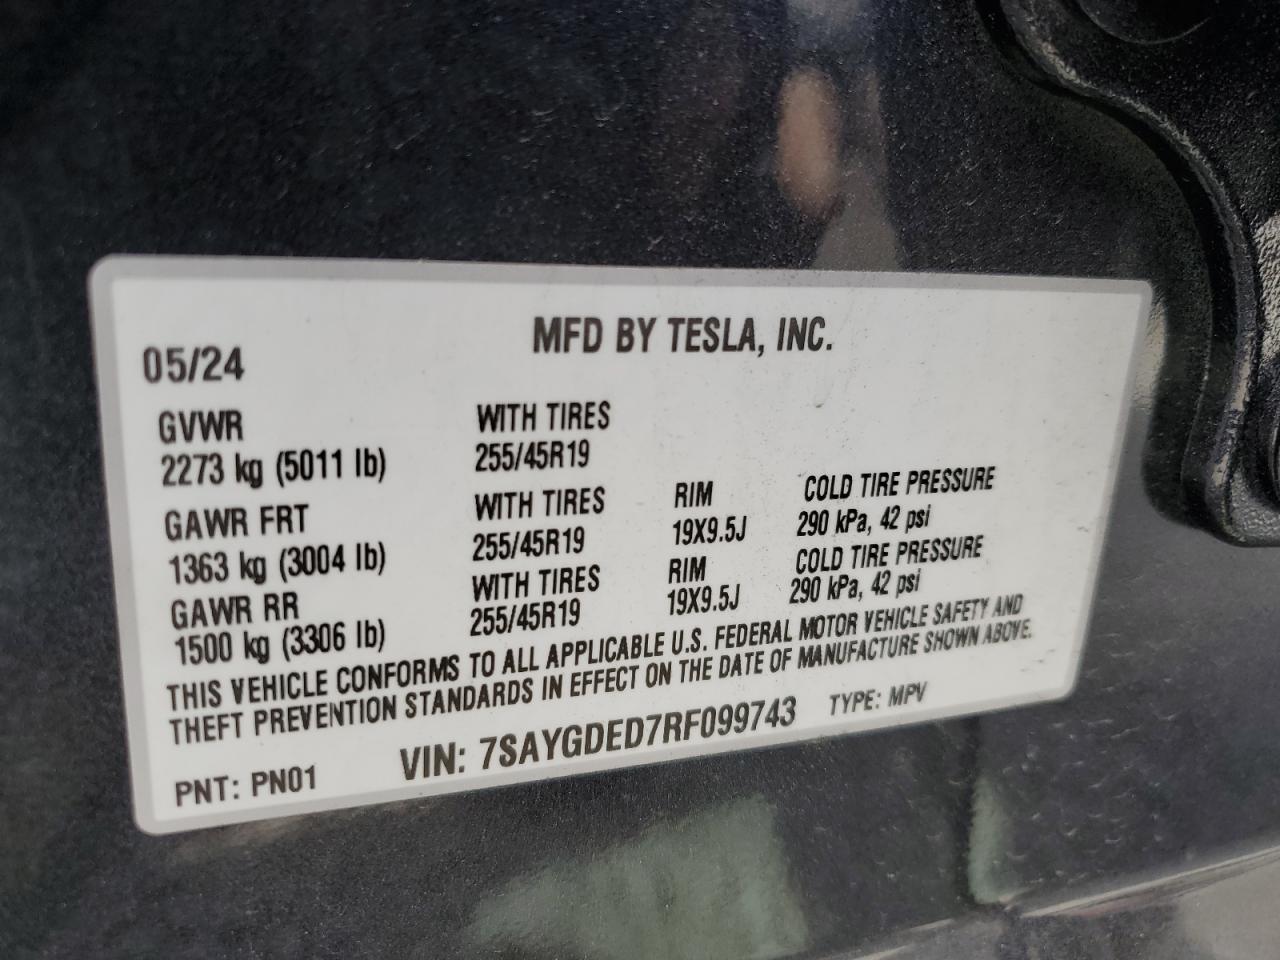 MFD BY TESLA, INC.
05/24
GVWR WITH TIRES
2273 kg (5011 lb) 255/45R19
GAWR FRT WITH TIRES RIM COLD TIRE PRESSURE
1363 kg (3004 lb) 255/45R19 19X9.5J 290 kPa, 42 psi
GAWR RR WITH TIRES RIM COLD TIRE PRESSURE
1500 kg (3306 lb) 255/45R19 19X9.5J 290 kPa, 42 psi
THIS VEHICLE CONFORMS TO ALL APPLICABLE U.S. FEDERAL MOTOR VEHICLE SAFETY AND
THEFT PREVENTION STANDARDS IN EFFECT ON THE DATE OF MANUFACTURE SHOWN ABOVE.
PNT: PN01 VIN: 7SAYGDED7RF099743 TYPE: MPV